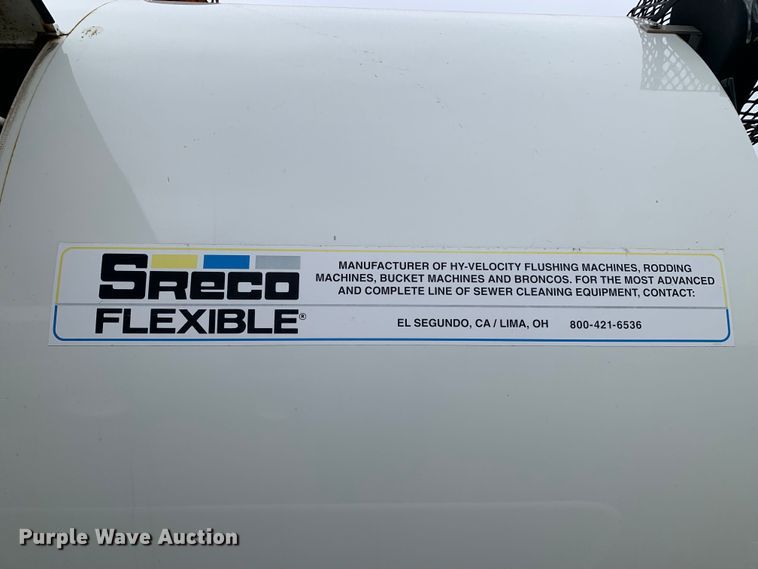 SRECO
FLEXIBLE®
MANUFACTURER OF HY-VELOCITY FLUSHING MACHINES, RODDING
MACHINES, BUCKET MACHINES AND BRONCOS. FOR THE MOST ADVANCED
AND COMPLETE LINE OF SEWER CLEANING EQUIPMENT, CONTACT:
EL SEGUNDO, CA / LIMA, OH 800-421-6536
Purple Wave Auction